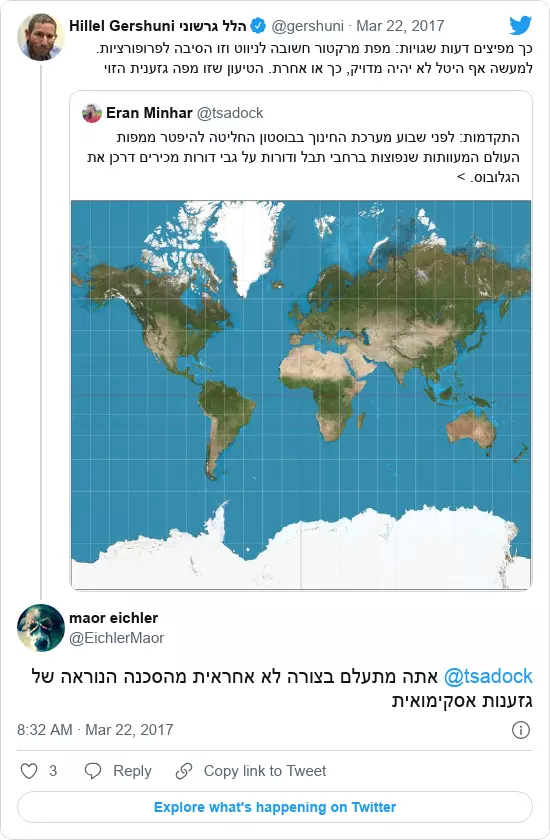 Hillel Gershuni הלל גרשוני @gershuni · Mar 22, 2017
כך מפיצים דעות שגויות: מפת מרקטור חשובה לניווט וזו הסיבה לפרופורציות.
למעשה אף היטל לא יהיה מדויק, כך או אחרת. הטיעון שזו מפה גזענית הזוי
Eran Minhar @tsadock
התקדמות: לפני שבוע מערכת החינוך בבוסטון החליטה להיפטר ממפות
העולם המעוותות שנפוצות ברחבי תבל ודורות על גבי דורות מכירים דרכן את
הגלובוס. >
maor eichler
@EichlerMaor
@tsadock אתה מתעלם בצורה לא אחראית מהסכנה הנוראה של
גזענות אסקימואית
8:32 AM · Mar 22, 2017
3 Reply Copy link to Tweet
Explore what's happening on Twitter